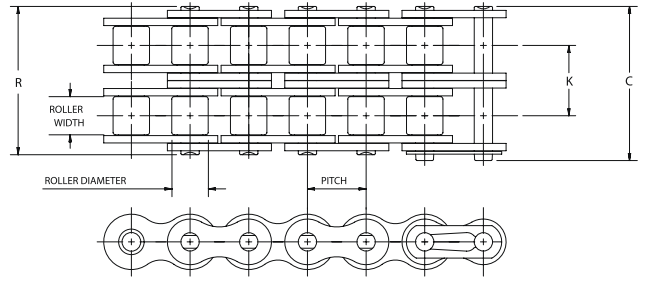 R
ROLLER
WIDTH
K
C
ROLLER DIAMETER
PITCH